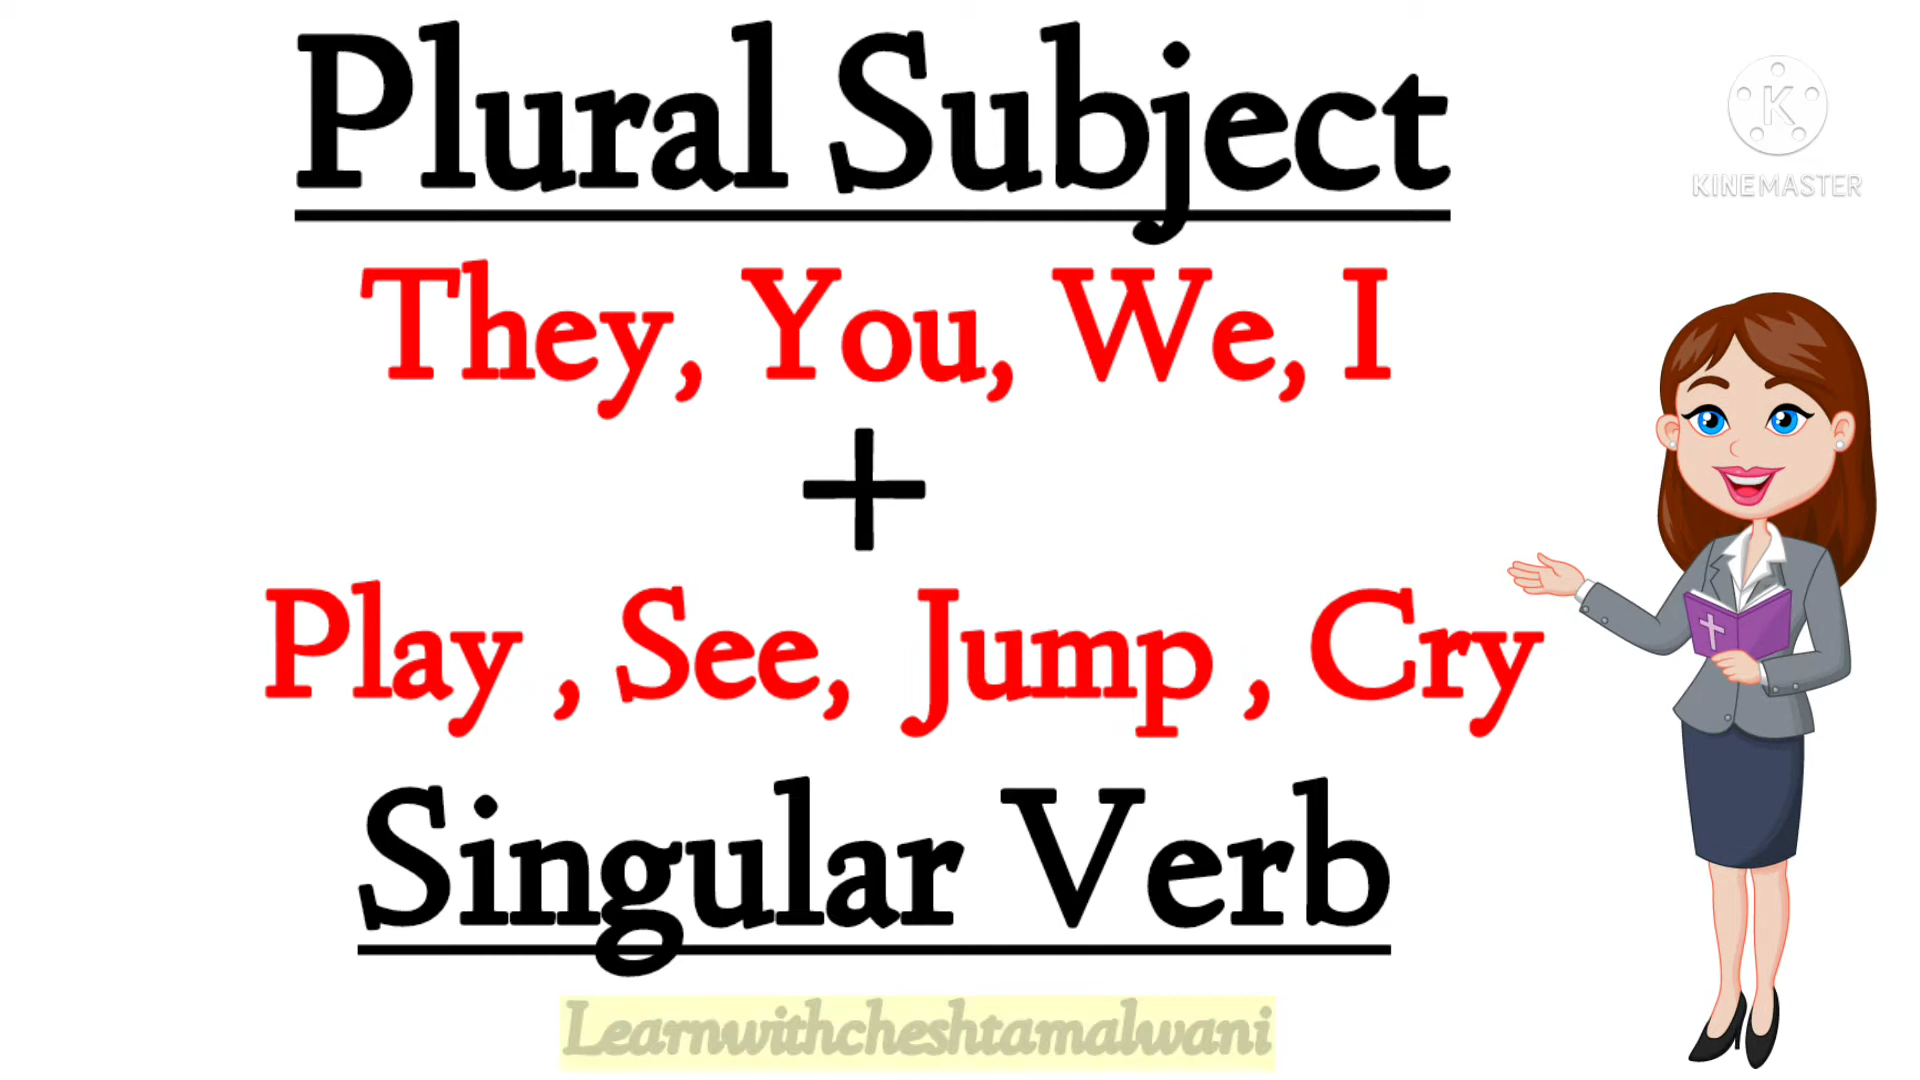 Plural Subject
K
KINEMASTER
They, You, We, I
+
Play , See, Jump , Cry
Singular Verb
Learnwithcheshtamalwani